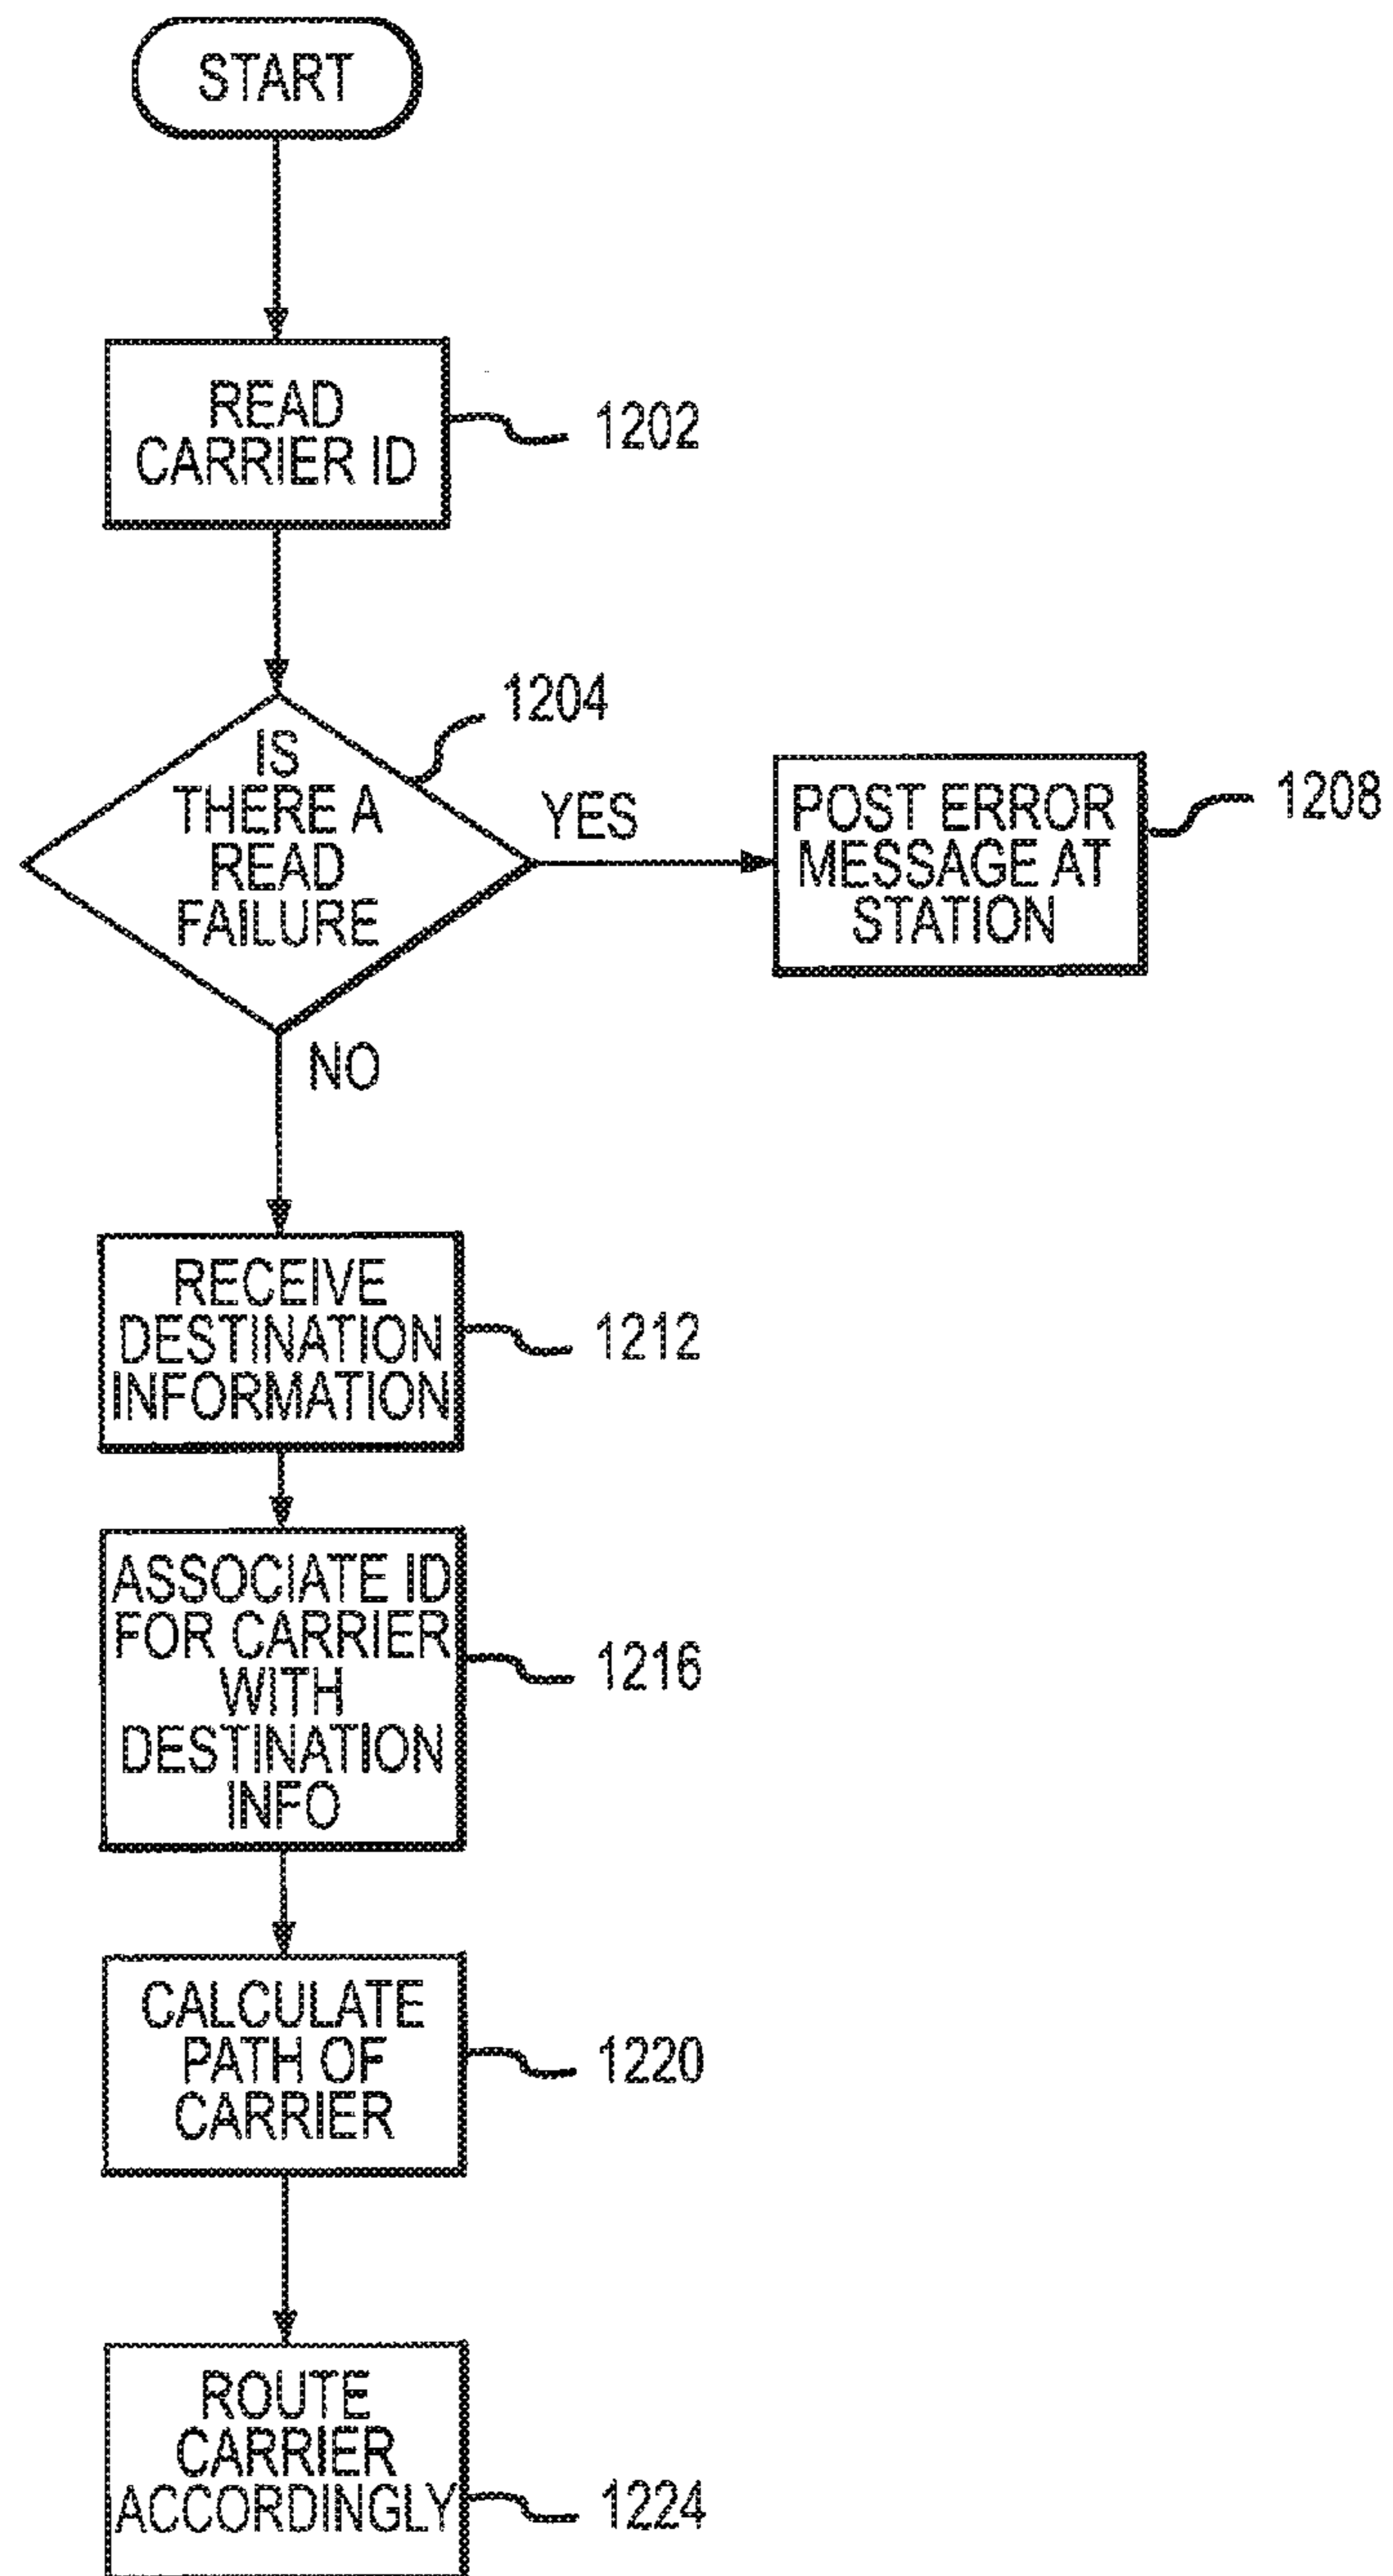 START
READ
CARRIER ID
1202
1204
IS
THERE A
READ
FAILURE
YES
POST ERROR
MESSAGE AT
STATION
1208
NO
RECEIVE
DESTINATION
INFORMATION
1212
ASSOCIATE ID
FOR CARRIER
WITH
DESTINATION
INFO
1216
CALCULATE
PATH OF
CARRIER
1220
ROUTE
CARRIER
ACCORDINGLY
1224